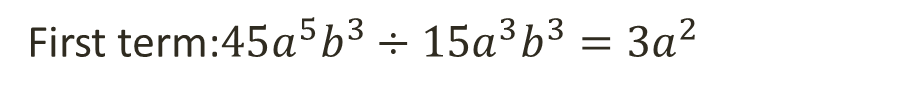 First term:45a⁵b³ ÷ 15a³b³ = 3a²